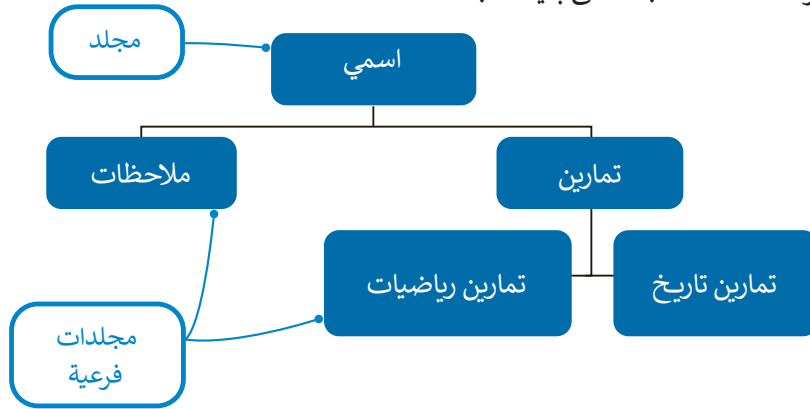 مجلد
اسمي
تمارين
ملاحظات
تمارين تاريخ
تمارين رياضيات
مجلدات
فرعية